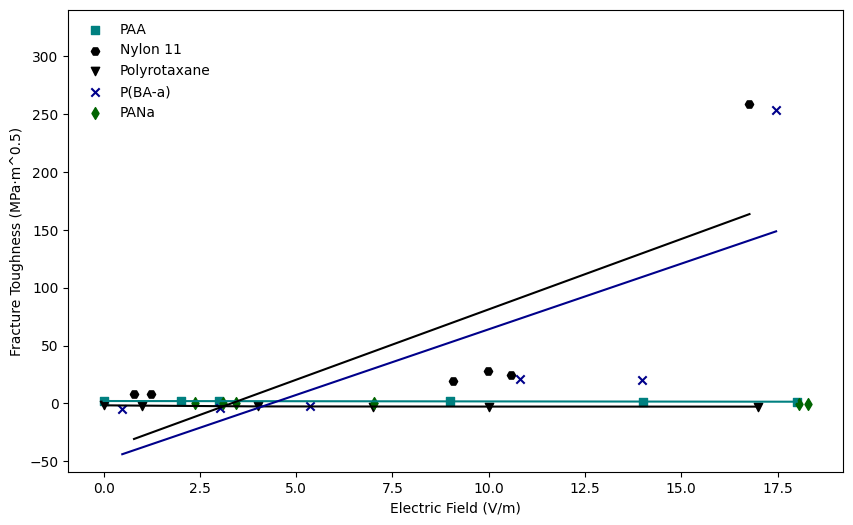 PAA
Nylon 11
Polyrotaxane
P(BA-a)
PANa
Fracture Toughness (MPa·m^0.5)
300
250
200
150
100
50
0
−50
0.0 2.5 5.0 7.5 10.0 12.5 15.0 17.5
Electric Field (V/m)